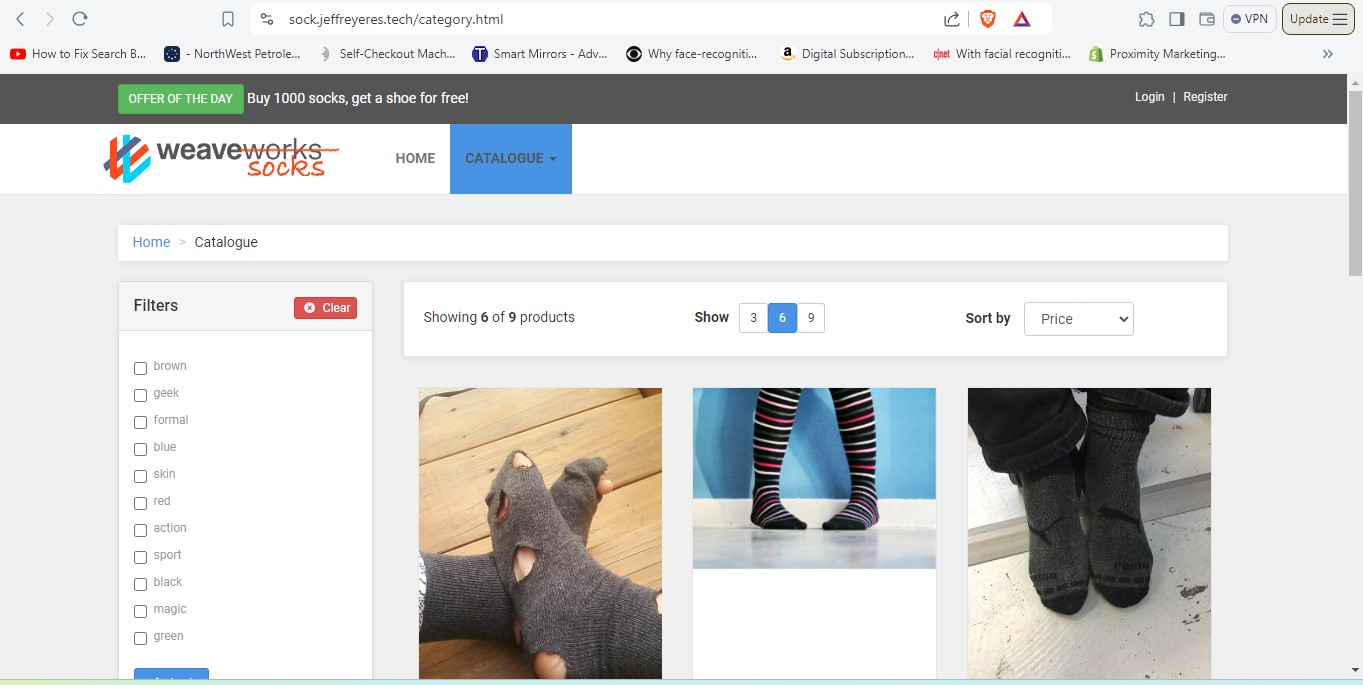 sock.jeffreyeres.tech/category.html
VPN
Update
How to Fix Search B...
- NorthWest Petrole...
Self-Checkout Mach...
Smart Mirrors - Adv...
Why face-recogniti...
Digital Subscription...
With facial recogniti...
Proximity Marketing...
OFFER OF THE DAY Buy 1000 socks, get a shoe for free!
Login | Register
weaveworks
socks
HOME
CATALOGUE
Home > Catalogue
Filters
Clear
Showing 6 of 9 products
Show 3 6 9
Sort by Price
brown
geek
formal
blue
skin
red
action
sport
black
magic
green